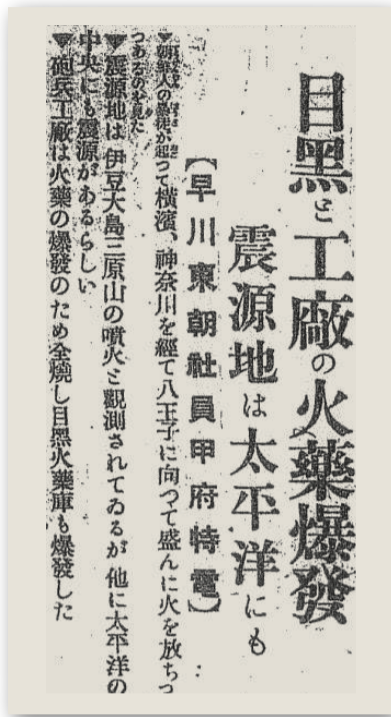 目黑と工廠の火藥爆發
震源地は太平洋にも
【早川東朝社員甲府特電】
▼朝鮮人の暴徒が起つて横濱、神奈川を經て八王子に向つて盛んに火を放ちつ
つあるのを見た
▼震源地は伊豆大島三原山の噴火と觀測されてゐるが他に太平洋の
中央にも震源があるらしい
▼砲兵工廠は火藥の爆發のため全燒し目黑火藥庫も爆發した